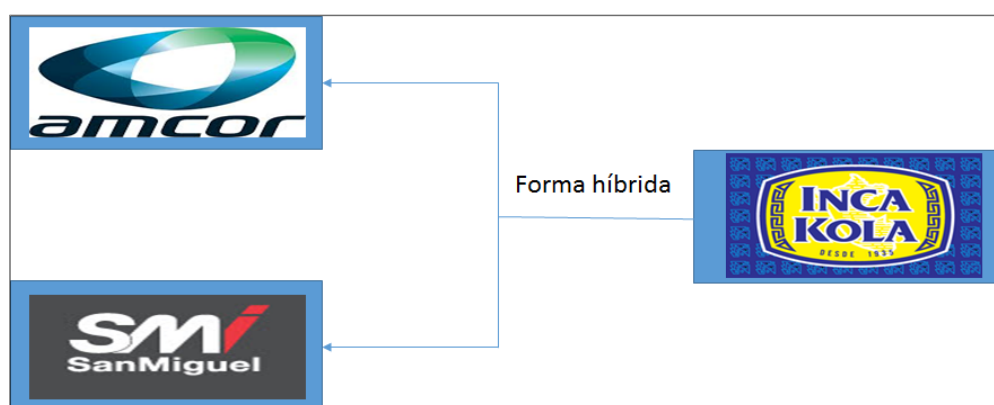 amcor
Forma híbrida
INCA
KOLA
DESDE 1935
SMi
SanMiguel